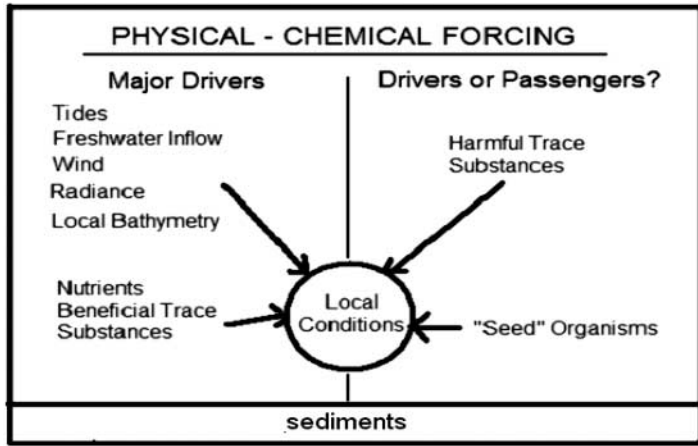 PHYSICAL - CHEMICAL FORCING
Major Drivers
Tides
Freshwater Inflow
Wind
Radiance
Local Bathymetry
Nutrients
Beneficial Trace
Substances
Drivers or Passengers?
Harmful Trace
Substances
Local
Conditions
"Seed" Organisms
sediments